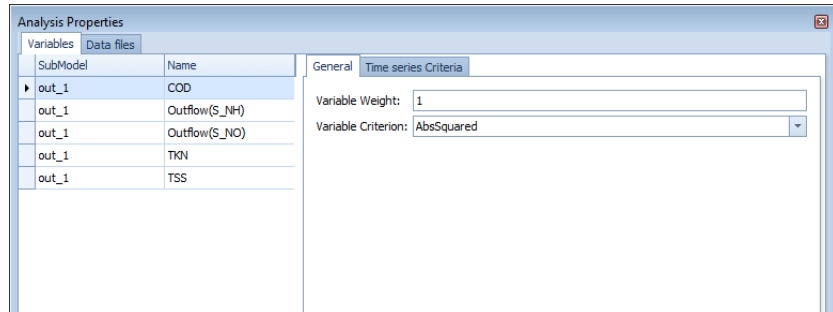 Analysis Properties
Variables Data files
SubModel Name
out_1 COD
out_1 Outflow(S_NH)
out_1 Outflow(S_NO)
out_1 TKN
out_1 TSS
General Time series Criteria
Variable Weight: 1
Variable Criterion: AbsSquared